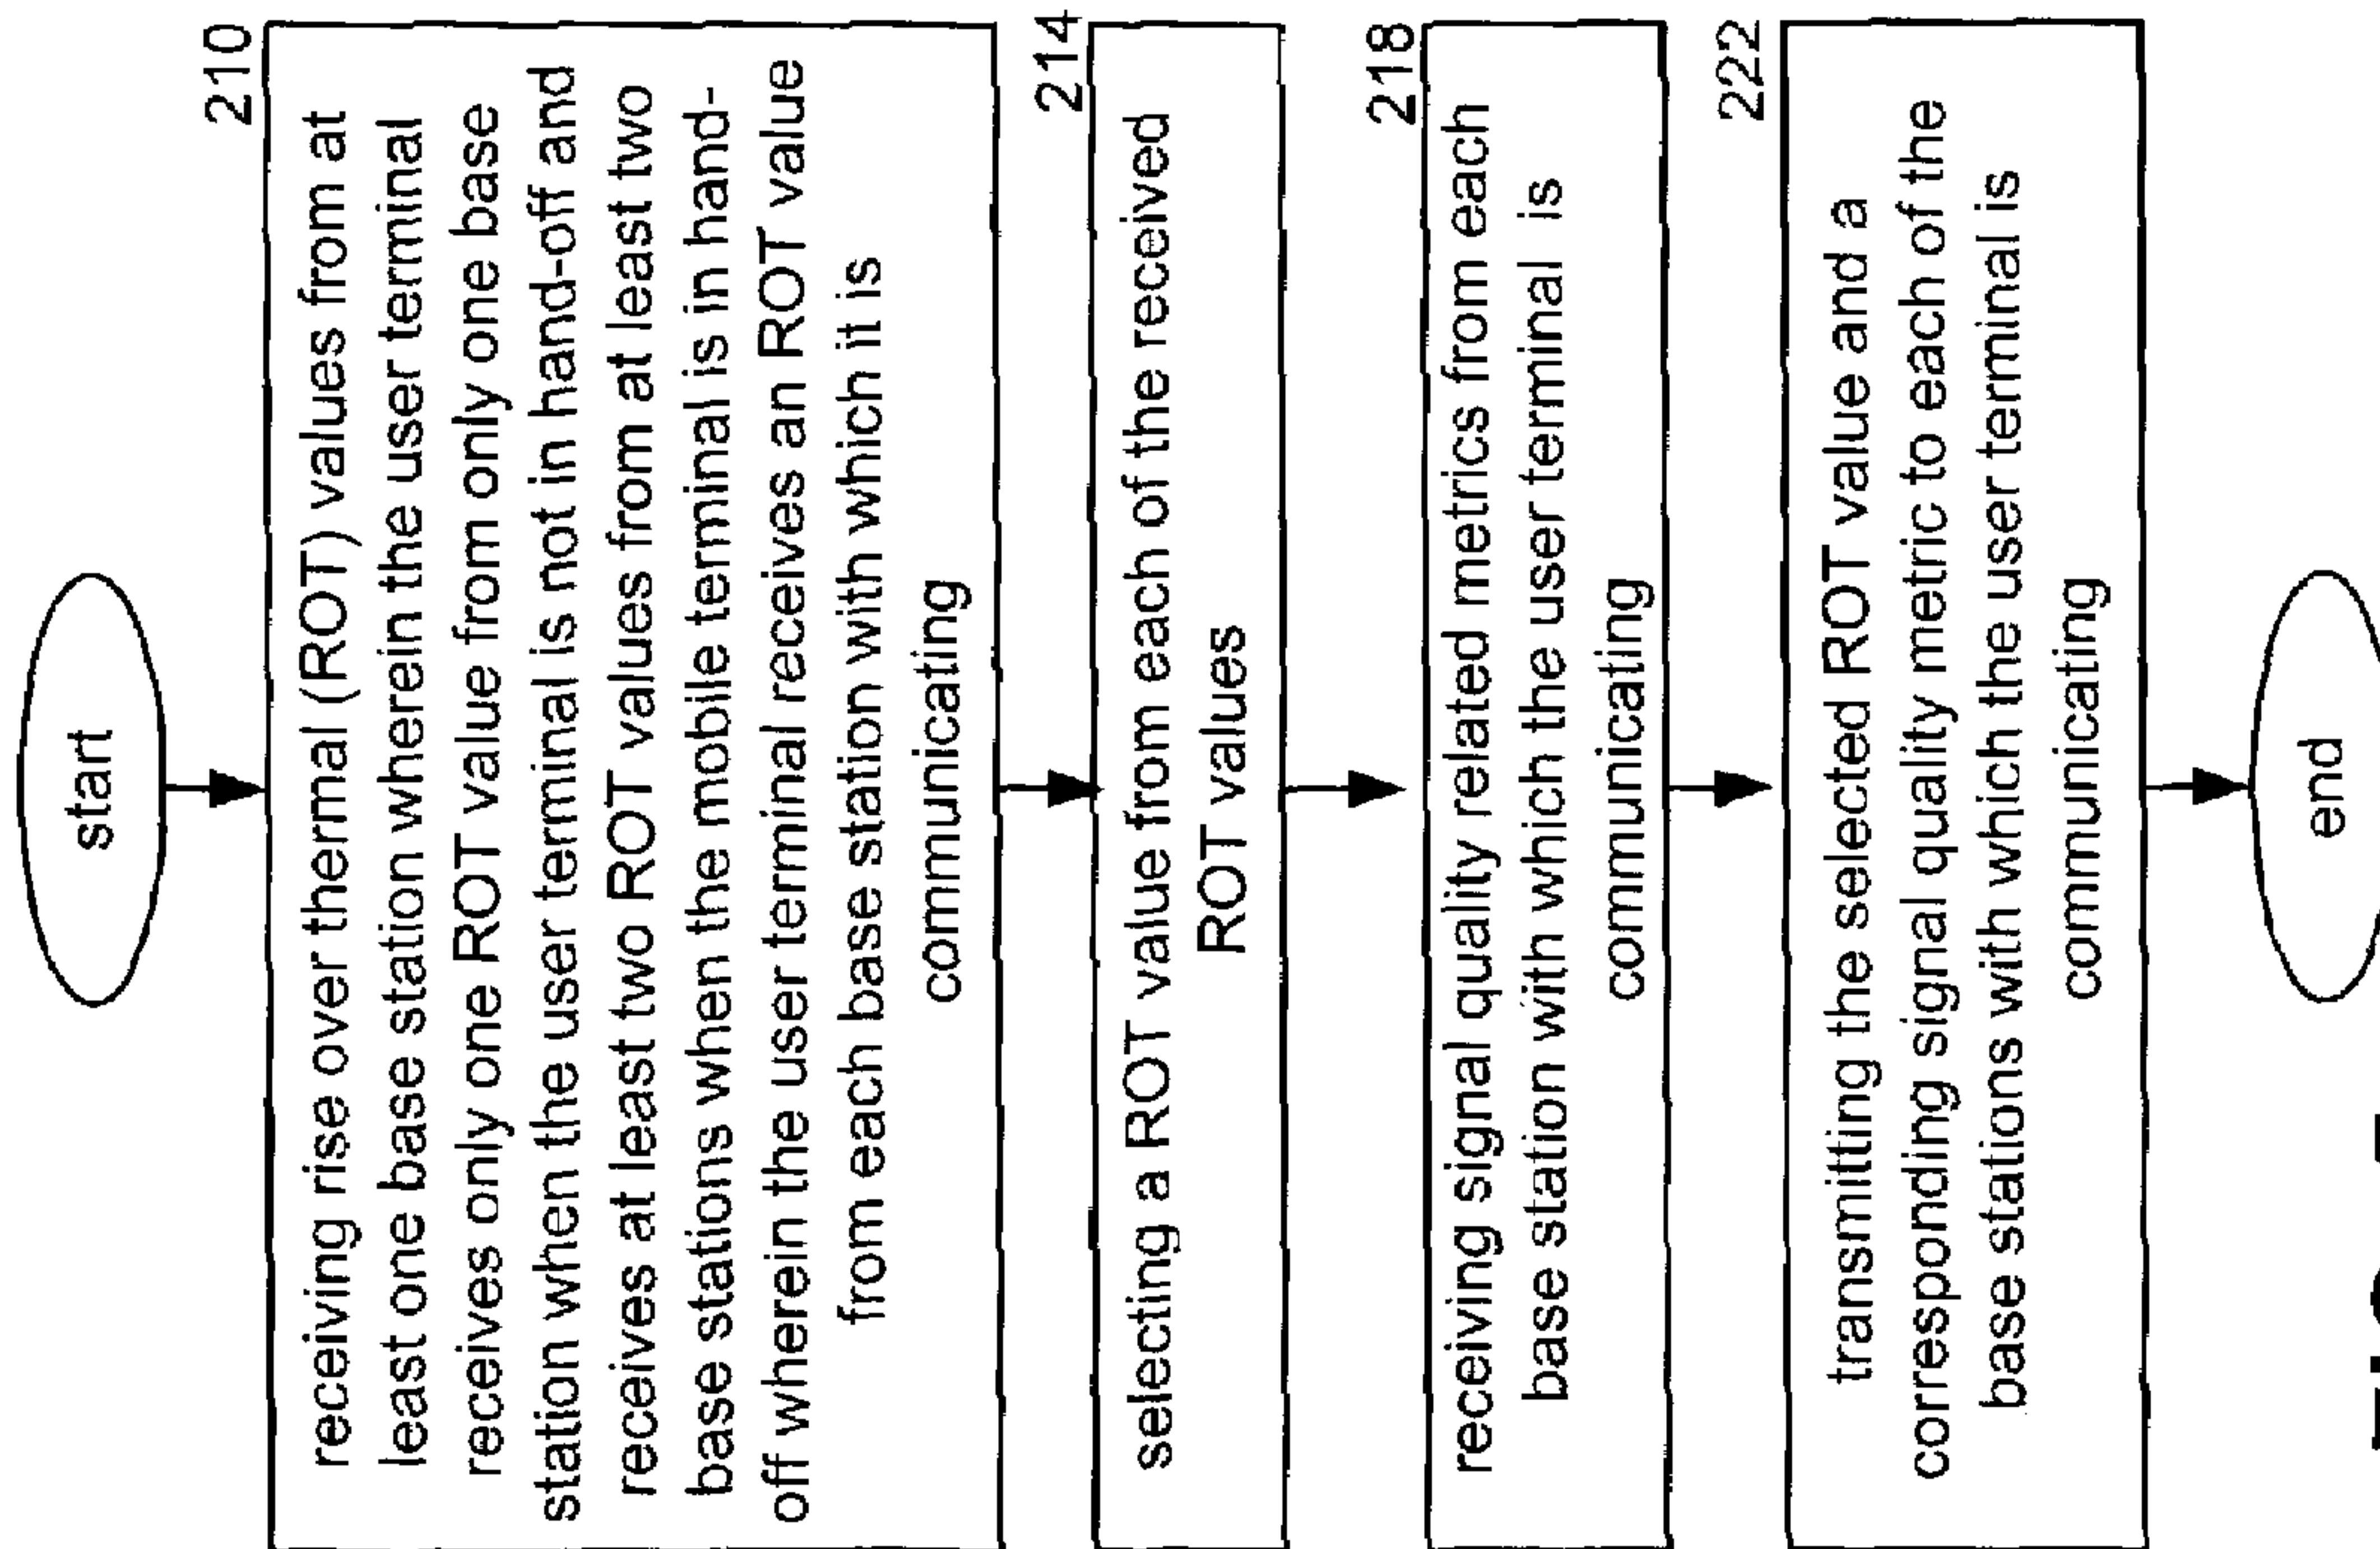 start
210
receiving rise over thermal (ROT) values from at
least one base station wherein the user terminal
receives only one ROT value from only one base
station when the user terminal is not in hand-off and
receives at least two ROT values from at least two
base stations when the mobile terminal is in hand-
off wherein the user terminal receives an ROT value
from each base station with which it is
communicating
214
selecting a ROT value from each of the received
ROT values
218
receiving signal quality related metrics from each
base station with which the user terminal is
communicating
222
transmitting the selected ROT value and a
corresponding signal quality metric to each of the
base stations with which the user terminal is
communicating
end